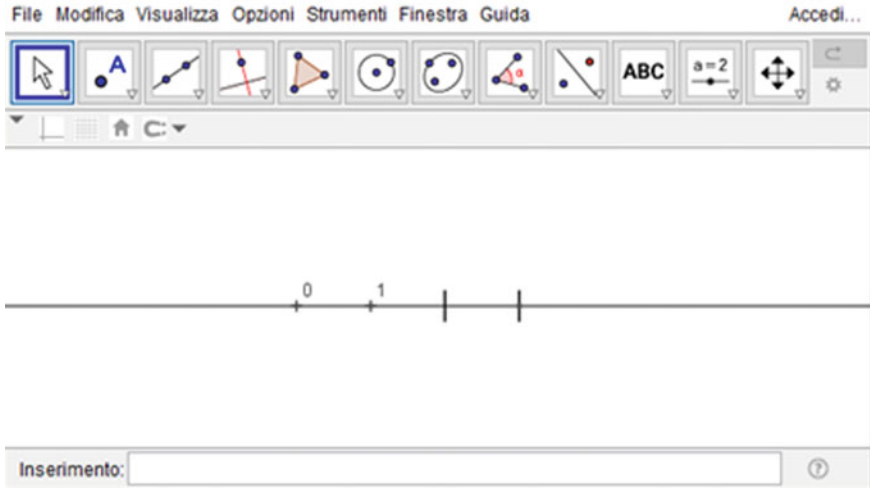 File Modifica Visualizza Opzioni Strumenti Finestra Guida Accedi...
A α ABC a=2
0 1
Inserimento: